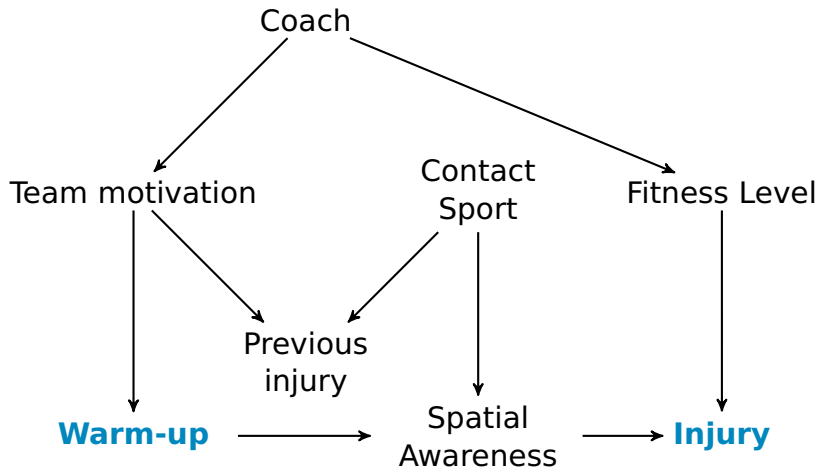 Coach
Team motivation
Contact
Sport
Fitness Level
Previous
injury
Warm-up
Spatial
Awareness
Injury